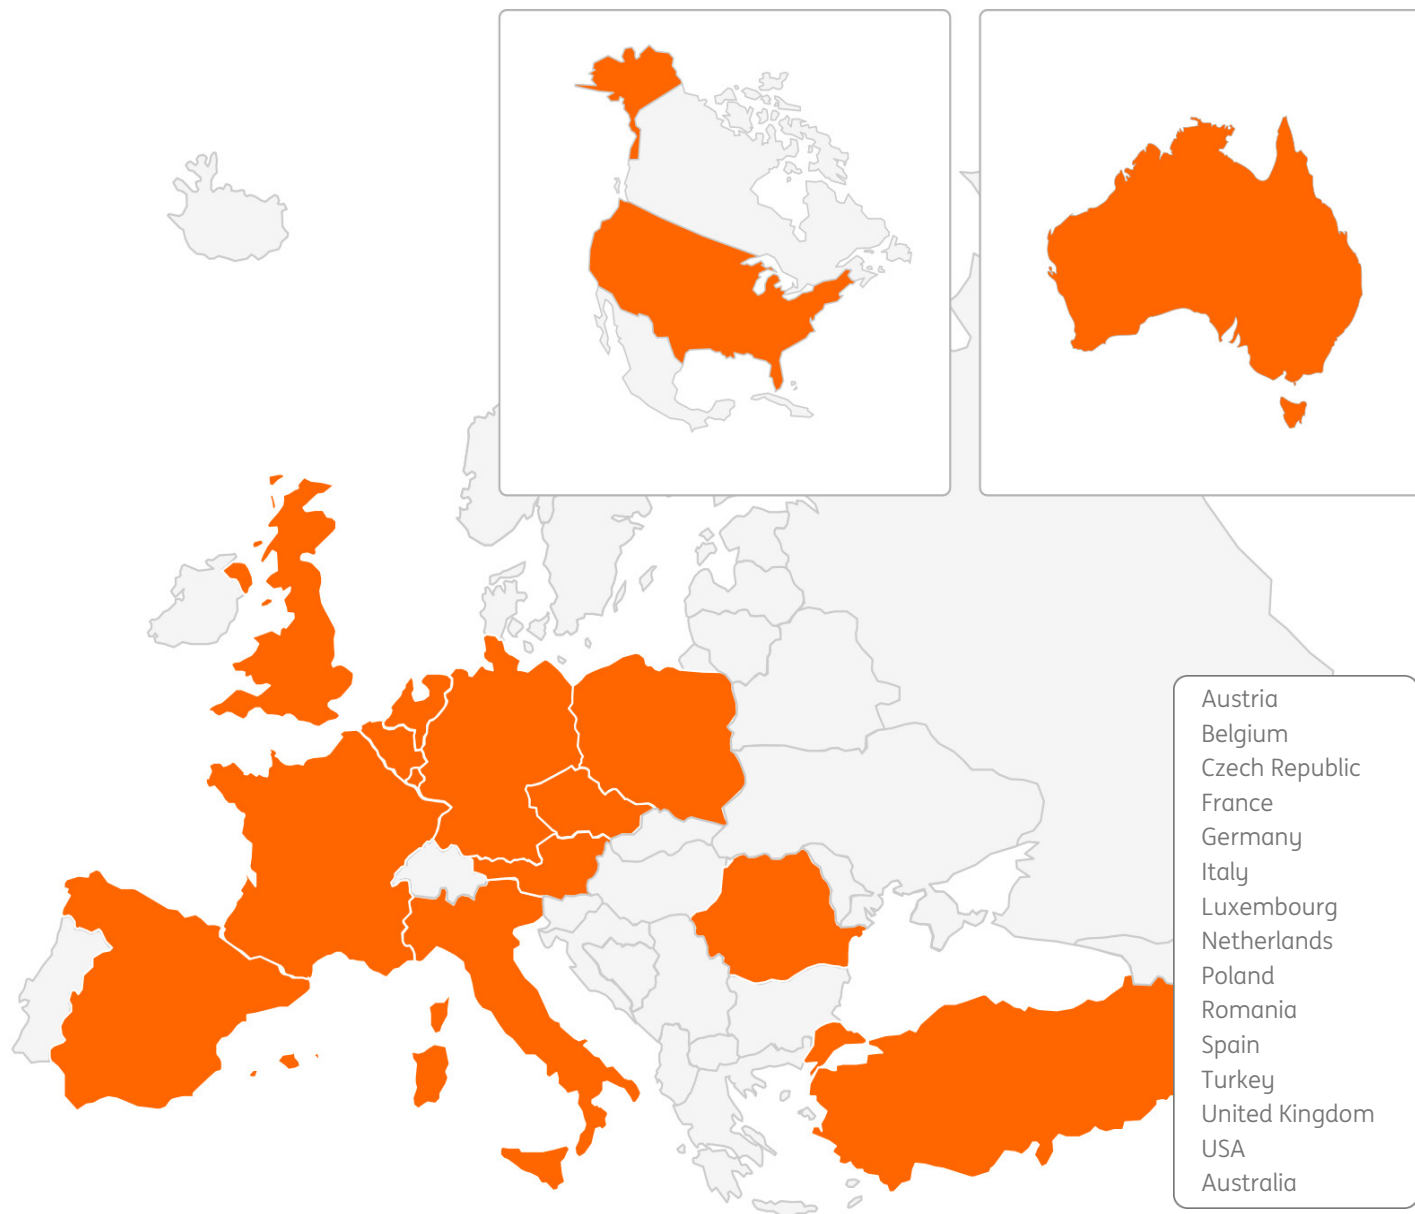 Austria
Belgium
Czech Republic
France
Germany
Italy
Luxembourg
Netherlands
Poland
Romania
Spain
Turkey
United Kingdom
USA
Australia